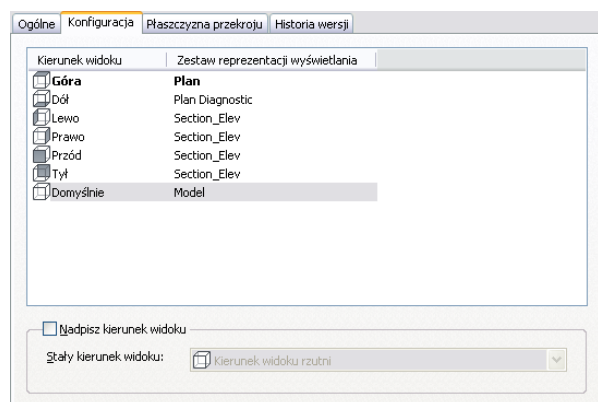 Ogólne Konfiguracja Płaszczyzna przekroju Historia wersji
Kierunek widoku Zestaw reprezentacji wyświetlania
Góra Plan
Dół Plan Diagnostic
Lewo Section_Elev
Prawo Section_Elev
Przód Section_Elev
Tył Section_Elev
Domyślnie Model
Nadpisz kierunek widoku
Stały kierunek widoku: Kierunek widoku rzutni